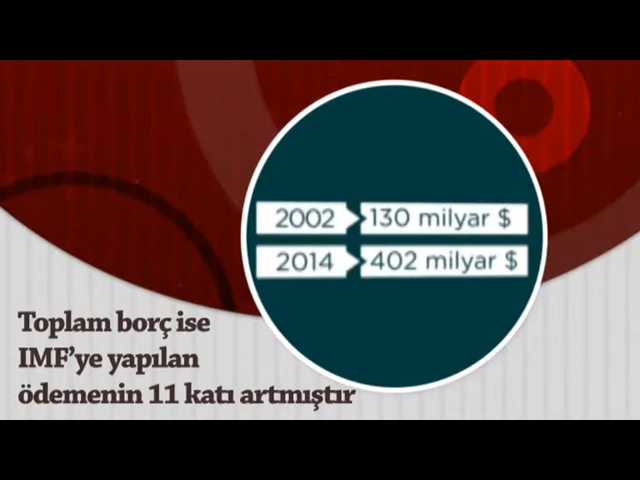 2002 130 milyar $
2014 402 milyar $
Toplam borç ise
IMF’ye yapılan
ödemenin 11 katı artmıştır